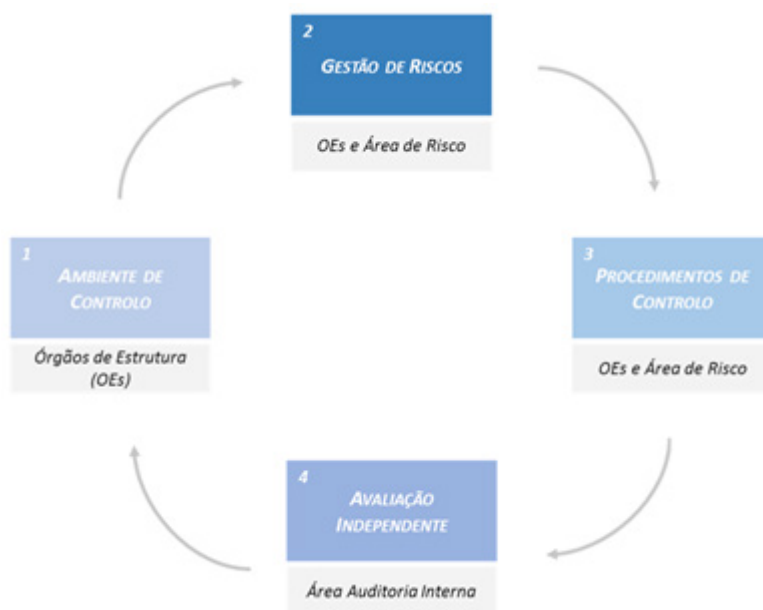 1
AMBIENTE DE
CONTROLO
Órgãos de Estrutura
(OEs)
2
GESTÃO DE RISCOS
OEs e Área de Risco
3
PROCEDIMENTOS DE
CONTROLO
OEs e Área de Risco
4
AVALIAÇÃO
INDEPENDENTE
Área Auditoria Interna